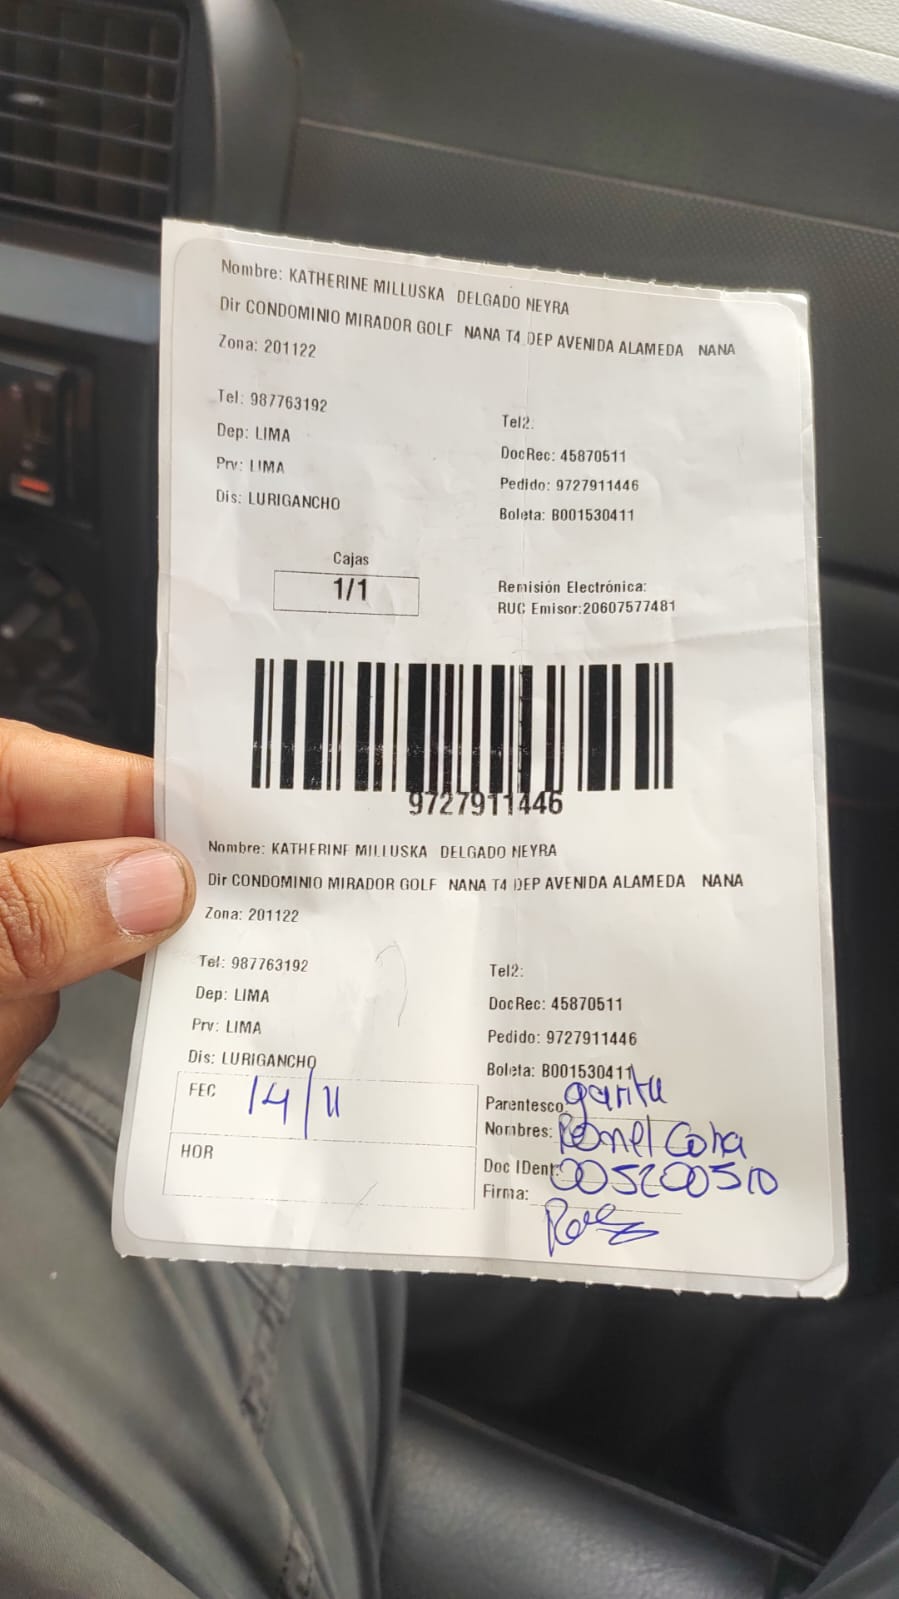 Nombre: KATHERINE MILLUSKA DELGADO NEYRA
Dir CONDOMINIO MIRADOR GOLF NANA T4 DEP AVENIDA ALAMEDA NANA
Zona: 201122
Tel: 987763192
Tel2:
Dep: LIMA
DocRec: 45870511
Prv: LIMA
Pedido: 9727911446
Dis: LURIGANCHO
Boleta: B001530411
Cajas
1/1
Remisión Electrónica:
RUC Emisor:20607577481
9727911446
Nombre: KATHERINE MILLUSKA DELGADO NEYRA
Dir CONDOMINIO MIRADOR GOLF NANA T4 DEP AVENIDA ALAMEDA NANA
Zona: 201122
Tel: 987763192
Tel2:
Dep: LIMA
DocRec: 45870511
Prv: LIMA
Pedido: 9727911446
Dis: LURIGANCHO
Boleta: B001530411
FEC 14/11
Parentesco: garita
Nombres:
HOR
Doc IDent: 005200510
Firma: